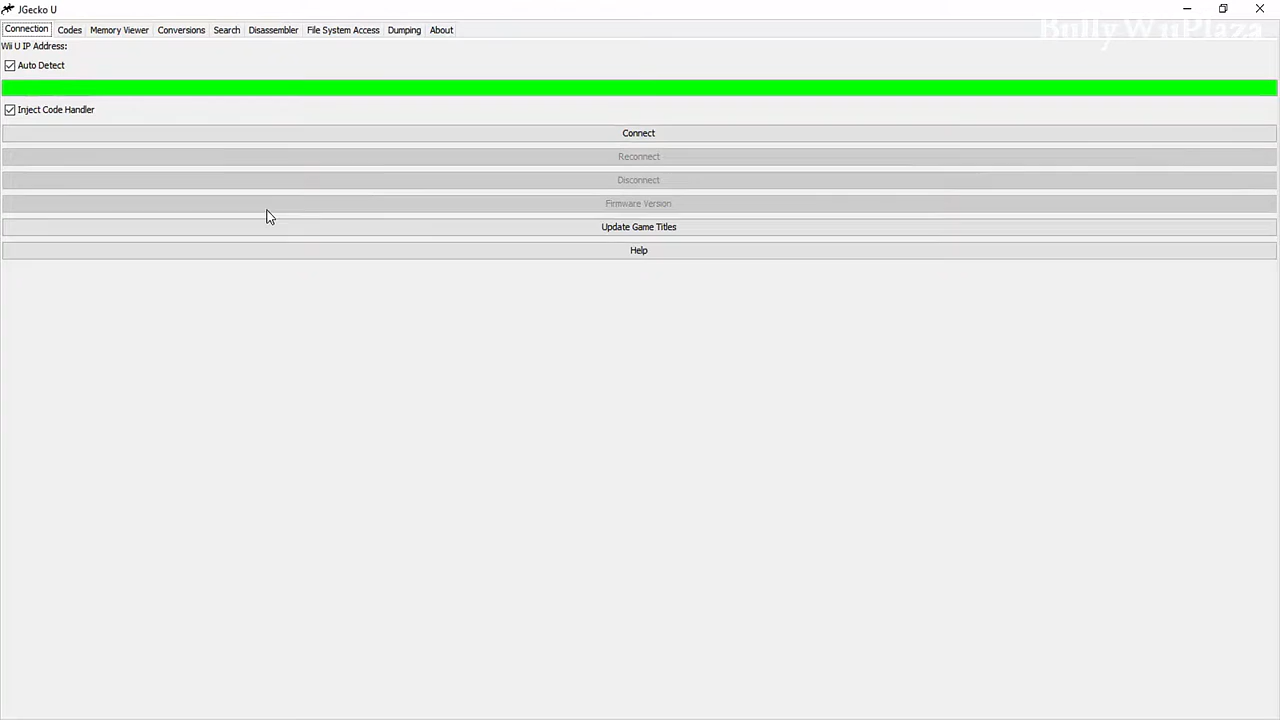 JGecko U
Connection Codes Memory Viewer Conversions Search Disassembler File System Access Dumping About
BullyWuPlaza
Wii U IP Address:
Auto Detect
Inject Code Handler
Connect
Reconnect
Disconnect
Firmware Version
Update Game Titles
Help